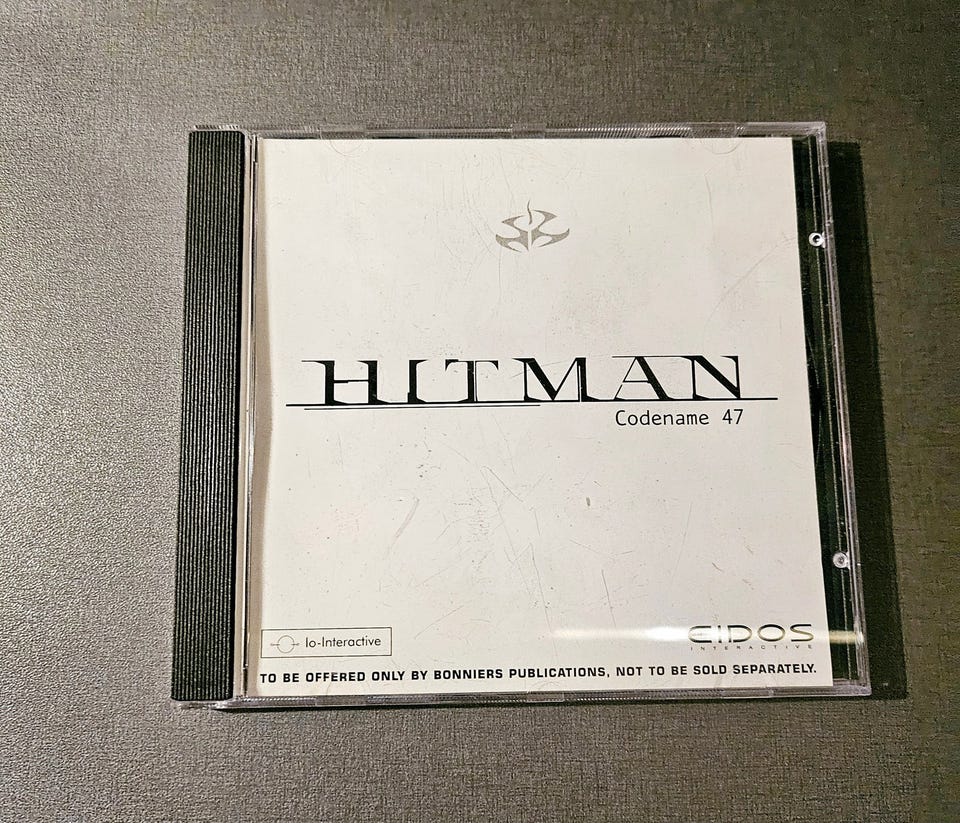 HITMAN
Codename 47
Io-Interactive
EIDOS
INTERACTIVE
TO BE OFFERED ONLY BY BONNIERS PUBLICATIONS, NOT TO BE SOLD SEPARATELY.